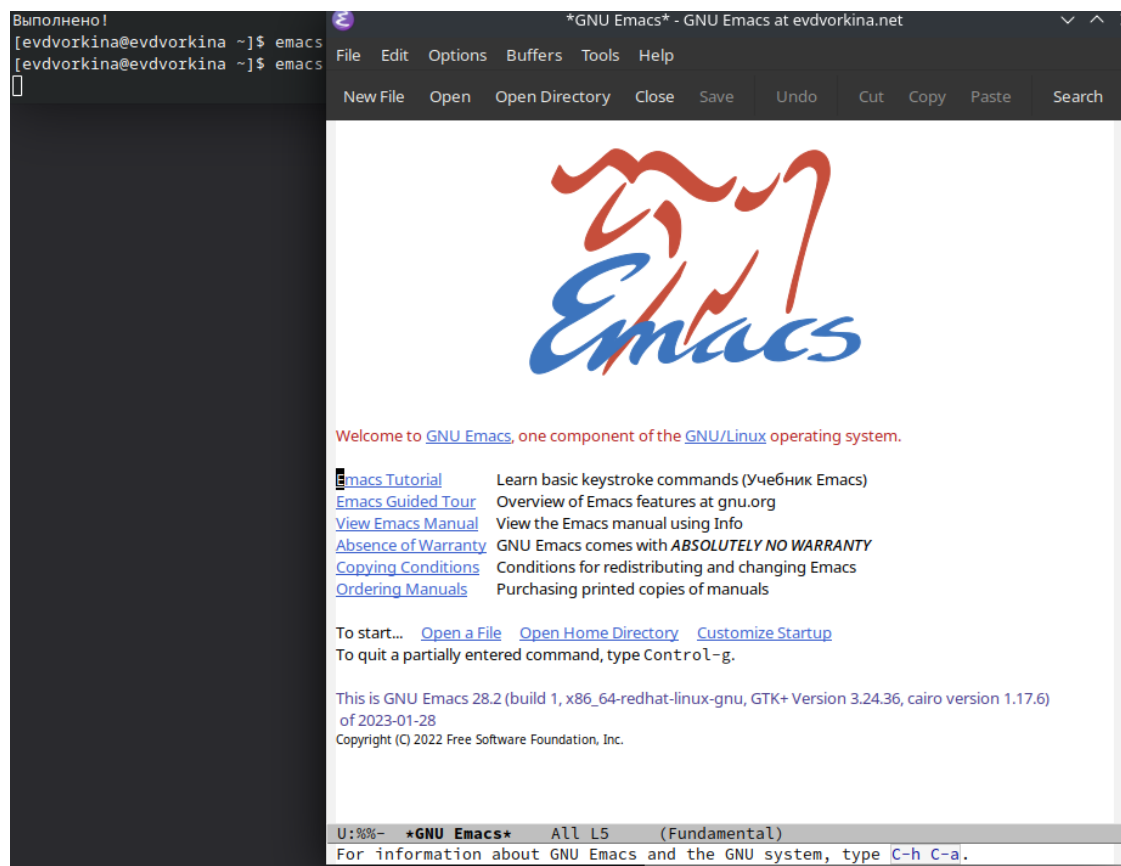 Выполнено!
[evdvorkina@evdvorkina ~]$ emacs
[evdvorkina@evdvorkina ~]$ emacs
*GNU Emacs* - GNU Emacs at evdvorkina.net
File Edit Options Buffers Tools Help
New File Open Open Directory Close Save Undo Cut Copy Paste Search
Emacs
Welcome to GNU Emacs, one component of the GNU/Linux operating system.
Emacs Tutorial Learn basic keystroke commands (Учебник Emacs)
Emacs Guided Tour Overview of Emacs features at gnu.org
View Emacs Manual View the Emacs manual using Info
Absence of Warranty GNU Emacs comes with ABSOLUTELY NO WARRANTY
Copying Conditions Conditions for redistributing and changing Emacs
Ordering Manuals Purchasing printed copies of manuals
To start... Open a File Open Home Directory Customize Startup
To quit a partially entered command, type Control-g.
This is GNU Emacs 28.2 (build 1, x86_64-redhat-linux-gnu, GTK+ Version 3.24.36, cairo version 1.17.6)
of 2023-01-28
Copyright (C) 2022 Free Software Foundation, Inc.
U:%%- *GNU Emacs* All L5 (Fundamental)
For information about GNU Emacs and the GNU system, type C-h C-a.